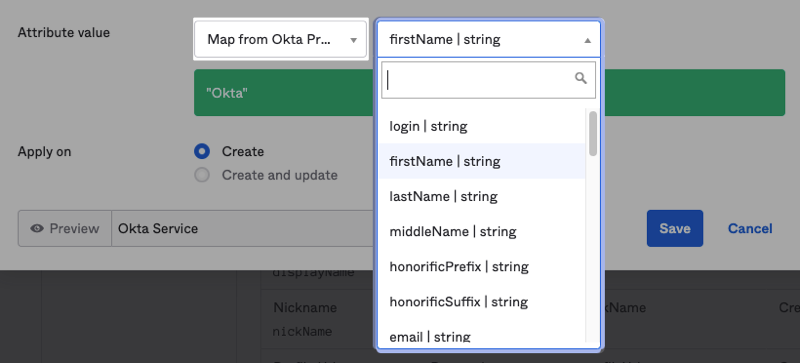 Attribute value
Map from Okta Pr...
firstName | string
"Okta"
login | string
firstName | string
lastName | string
middleName | string
honorificPrefix | string
honorificSuffix | string
email | string
Apply on
Create
Create and update
Preview
Okta Service
Save
Cancel
displayName
Nickname
nickName
xName
Cre